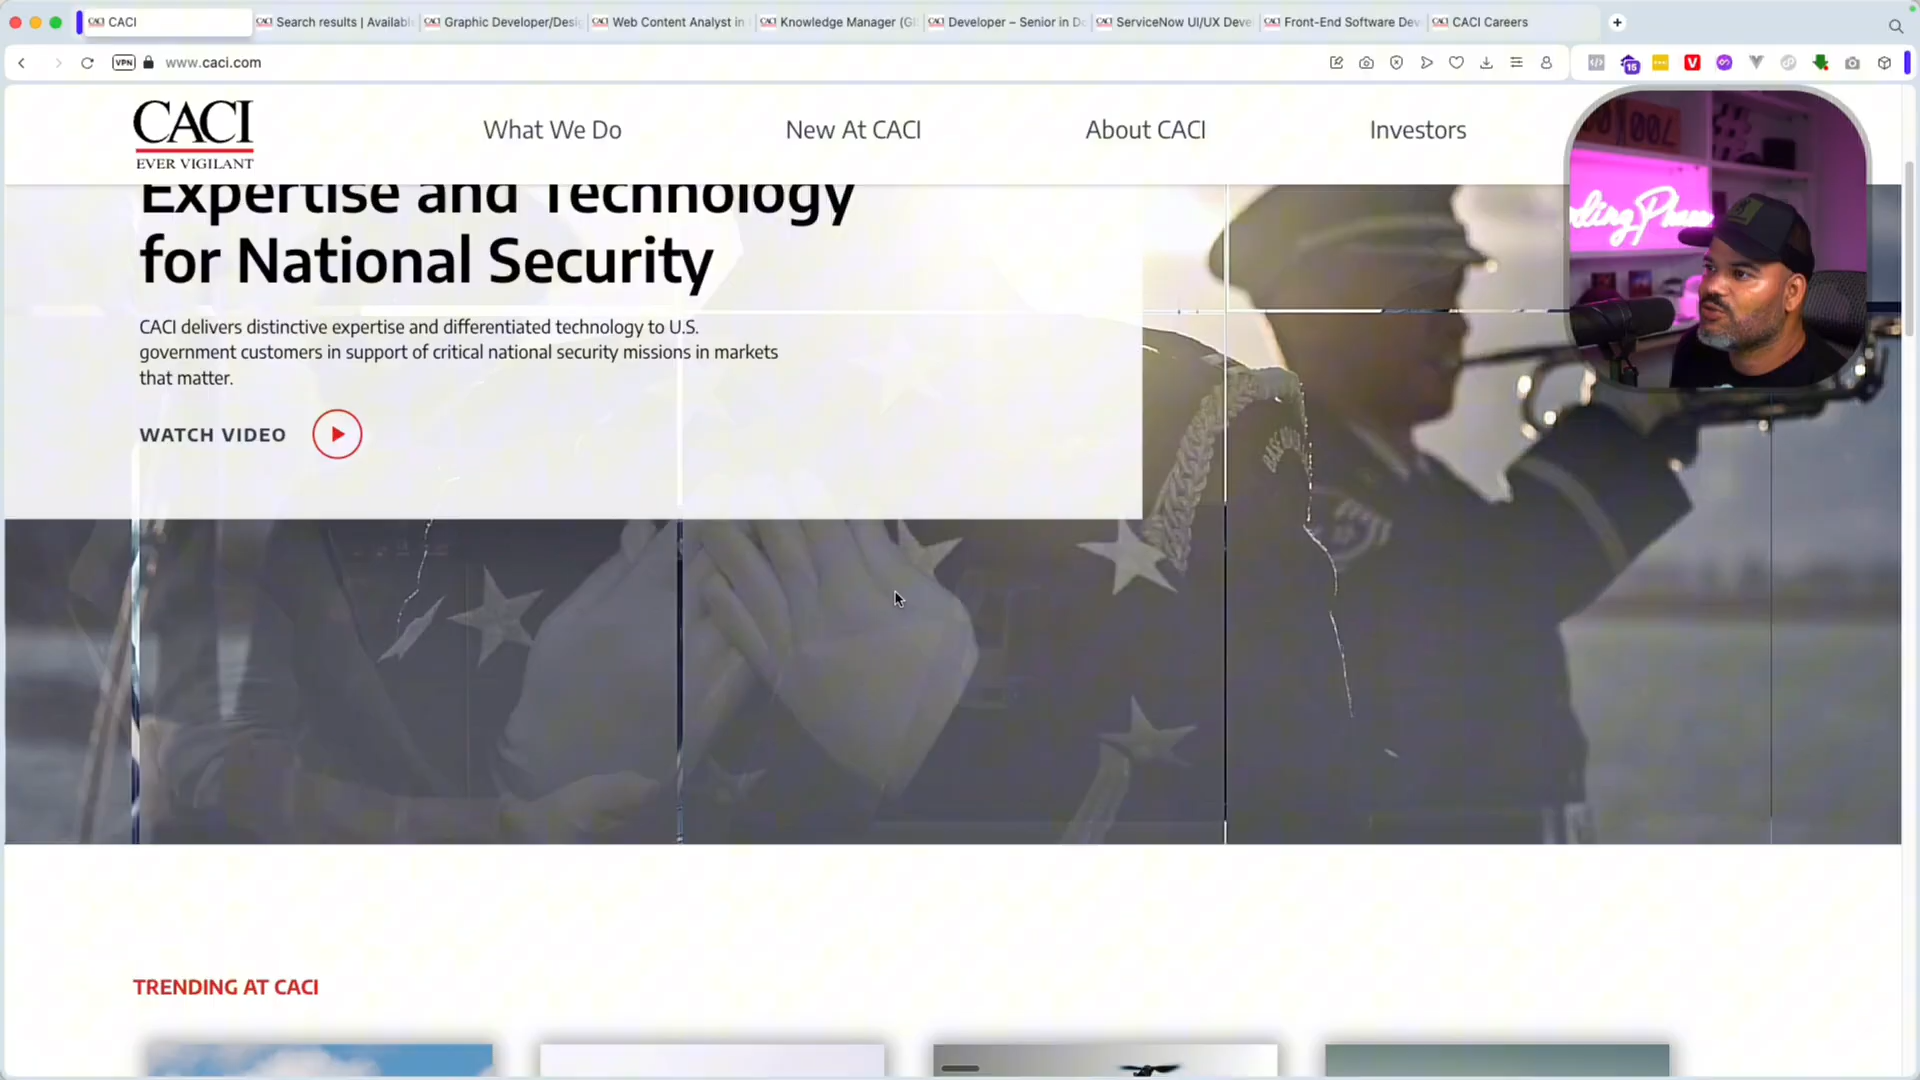 CACI
Search results | Availabl
Graphic Developer/Desi
Web Content Analyst in
Knowledge Manager (GI
Developer – Senior in D
ServiceNow UI/UX Deve
Front-End Software Dev
CACI Careers
VPN
www.caci.com
15
CACI
EVER VIGILANT
What We Do
New At CACI
About CACI
Investors
Expertise and Technology
for National Security
CACI delivers distinctive expertise and differentiated technology to U.S.
government customers in support of critical national security missions in markets
that matter.
WATCH VIDEO
TRENDING AT CACI